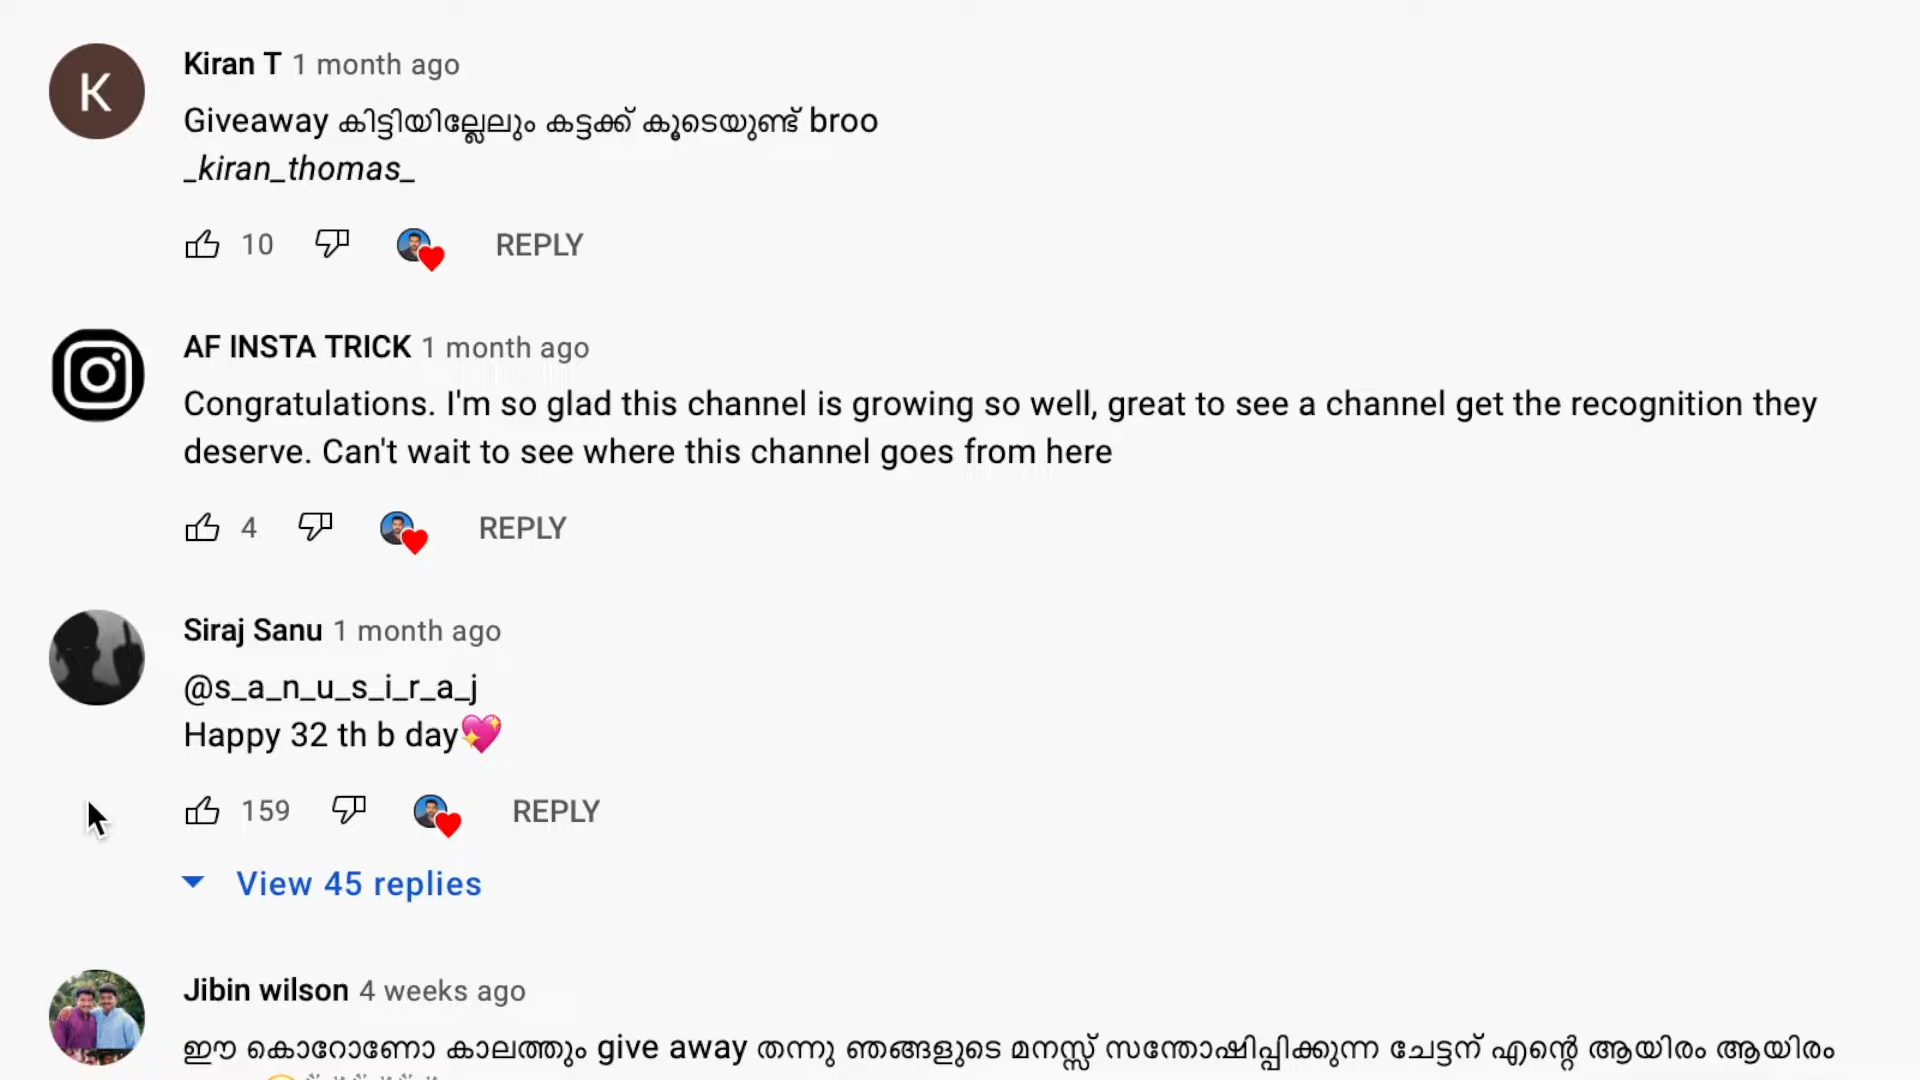 K
Kiran T 1 month ago
Giveaway കിട്ടിയില്ലേലും കട്ടക്ക് കൂടെയുണ്ട് broo
_kiran_thomas_
10 REPLY
AF INSTA TRICK 1 month ago
Congratulations. I'm so glad this channel is growing so well, great to see a channel get the recognition they
deserve. Can't wait to see where this channel goes from here
4 REPLY
Siraj Sanu 1 month ago
@s_a_n_u_s_i_r_a_j
Happy 32 th b day💖
159 REPLY
View 45 replies
Jibin wilson 4 weeks ago
ഈ കൊറോണോ കാലത്തും give away തന്നു ഞങ്ങളുടെ മനസ്സ് സന്തോഷിപ്പിക്കുന്ന ചേട്ടന് എന്റെ ആയിരം ആയിരം